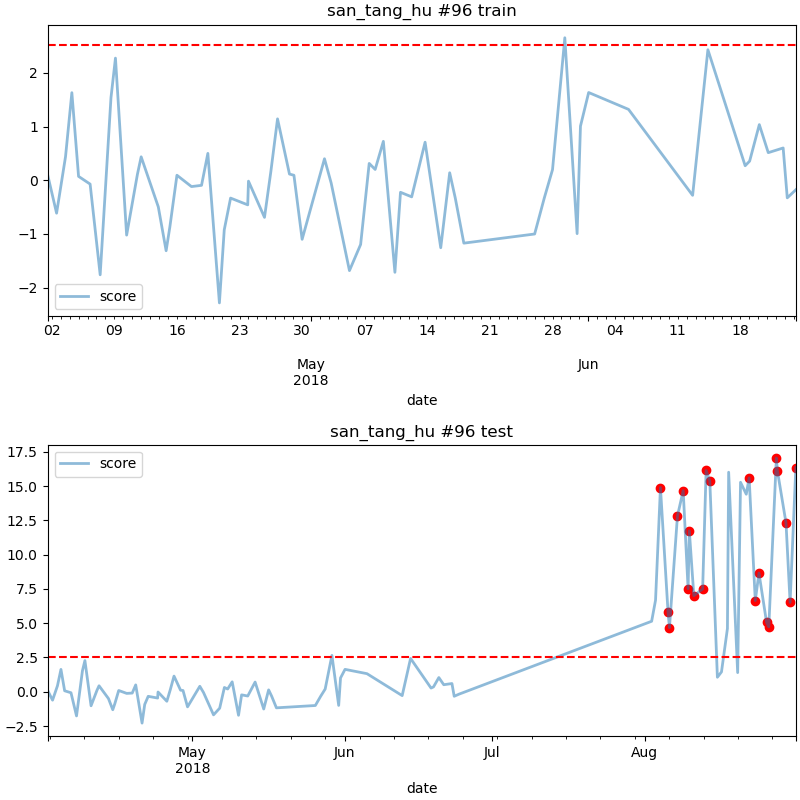 san_tang_hu #96 train
2
1
0
−1
−2
score
02 09 16 23 30 07 14 21 28 04 11 18
May Jun
2018
date
san_tang_hu #96 test
17.5
15.0
12.5
10.0
7.5
5.0
2.5
0.0
−2.5
score
May Jun Jul Aug
2018
date